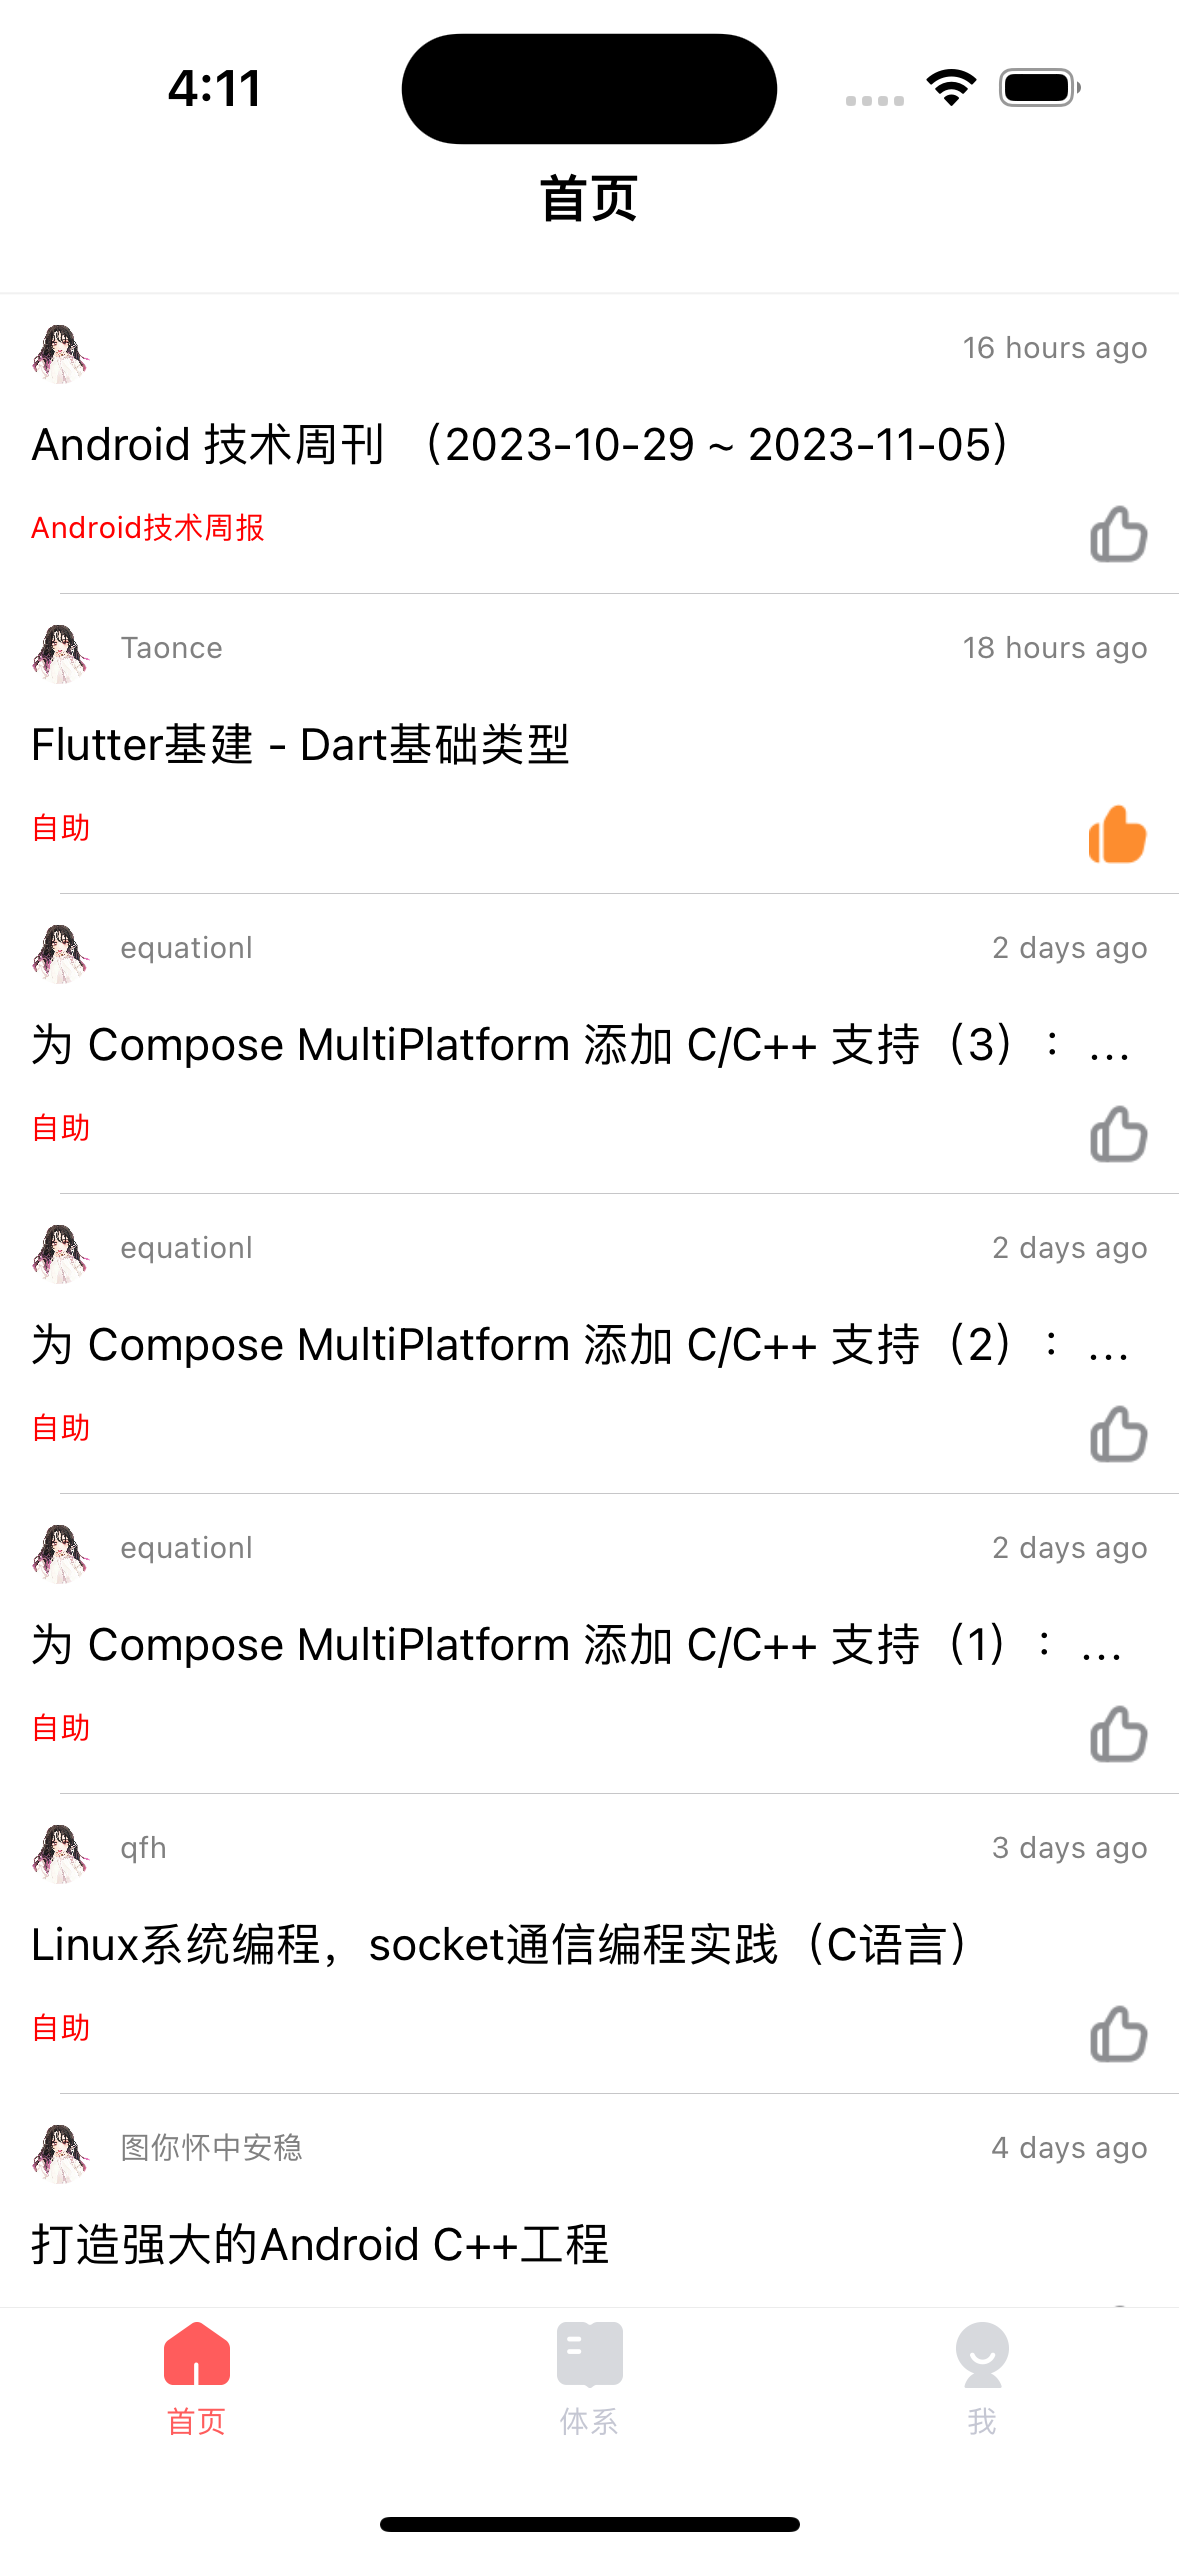 4:11
首页
16 hours ago
Android 技术周刊 （2023-10-29 ~ 2023-11-05）
Android技术周报
Taonce
18 hours ago
Flutter基建 - Dart基础类型
自助
equationl
2 days ago
为 Compose MultiPlatform 添加 C/C++ 支持（3）：...
自助
equationl
2 days ago
为 Compose MultiPlatform 添加 C/C++ 支持（2）：...
自助
equationl
2 days ago
为 Compose MultiPlatform 添加 C/C++ 支持（1）：...
自助
qfh
3 days ago
Linux系统编程，socket通信编程实践（C语言）
自助
图你怀中安稳
4 days ago
打造强大的Android C++工程
首页
体系
我